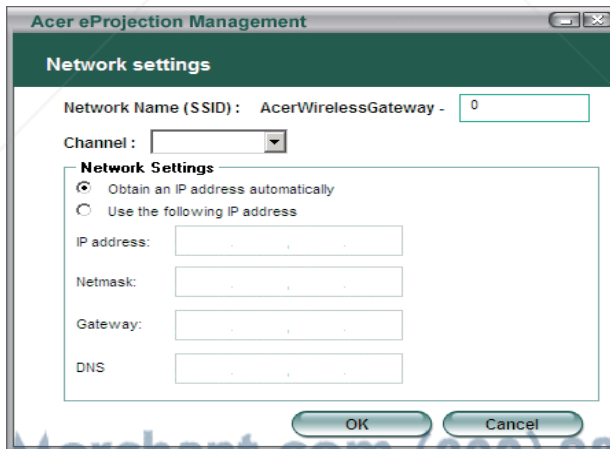 Acer eProjection Management
Network settings
Network Name (SSID) : AcerWirelessGateway - 0
Channel :
Network Settings
Obtain an IP address automatically
Use the following IP address
IP address:
Netmask:
Gateway:
DNS
OK Cancel